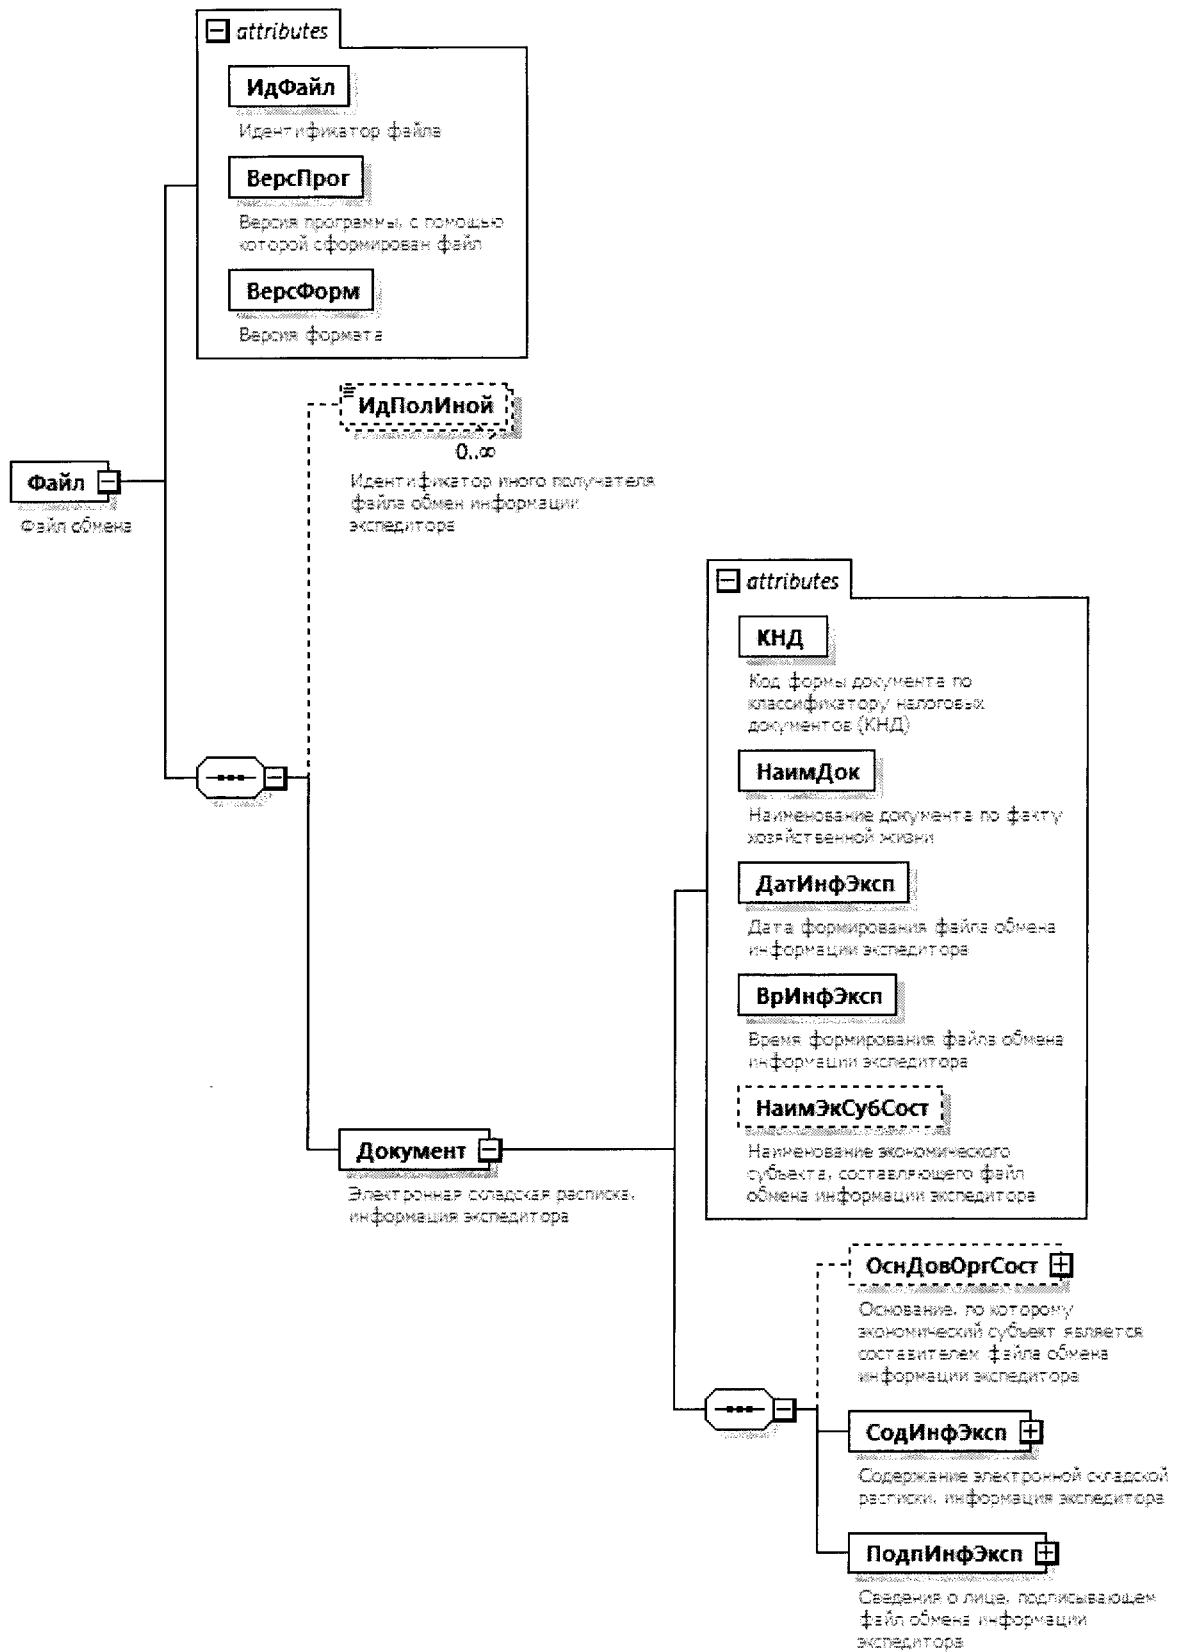 attributes
ИдФайл
Идентификатор файла
ВерсПрог
Версия программы, с помощью
которой сформирован файл
ВерсФорм
Версия формата
ИдПолИной
0..∞
Идентификатор иного получателя
файла обмен информации
экспедитора
Файл
Файл обмена
attributes
КНД
Код формы документа по
классификатору налоговых
документов (КНД)
НаимДок
Наименование документа по факту
хозяйственной жизни
ДатИнфЭксп
Дата формирования файла обмена
информации экспедитора
ВрИнфЭксп
Время формирования файла обмена
информации экспедитора
НаимЭкСубСост
Наименование экономического
субъекта, составляющего файл
обмена информации экспедитора
Документ
Электронная складская расписка,
информация экспедитора
ОснДовОргСост
Основание, по которому
экономический субъект является
составителем файла обмена
информации экспедитора
СодИнфЭксп
Содержание электронной складской
расписки, информация экспедитора
ПодпИнфЭксп
Сведения о лице, подписывающем
файл обмена информации
экспедитора